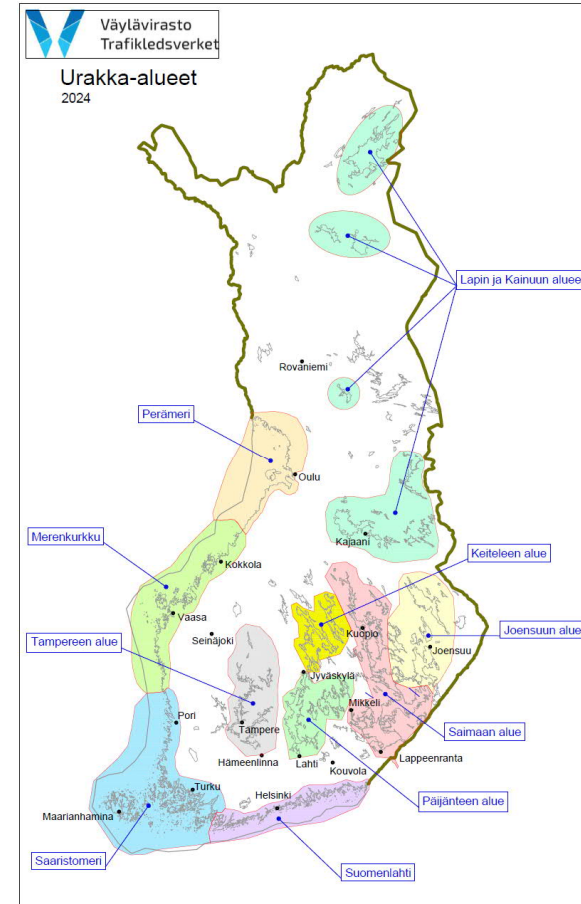 Väylävirasto
Trafikledsverket
Urakka-alueet
2024
Lapin ja Kainuun aluee
Rovaniemi
Perämeri
Oulu
Merenkurkku
Kajaani
Keiteleen alue
Kokkola
Vaasa
Seinäjoki
Kuopio
Joensuun alue
Tampereen alue
Joensuu
Jyväskylä
Mikkeli
Pori
Tampere
Saimaan alue
Hämeenlinna
Lahti
Kouvola
Lappeenranta
Turku
Helsinki
Päijänteen alue
Maarianhamina
Saaristomeri
Suomenlahti